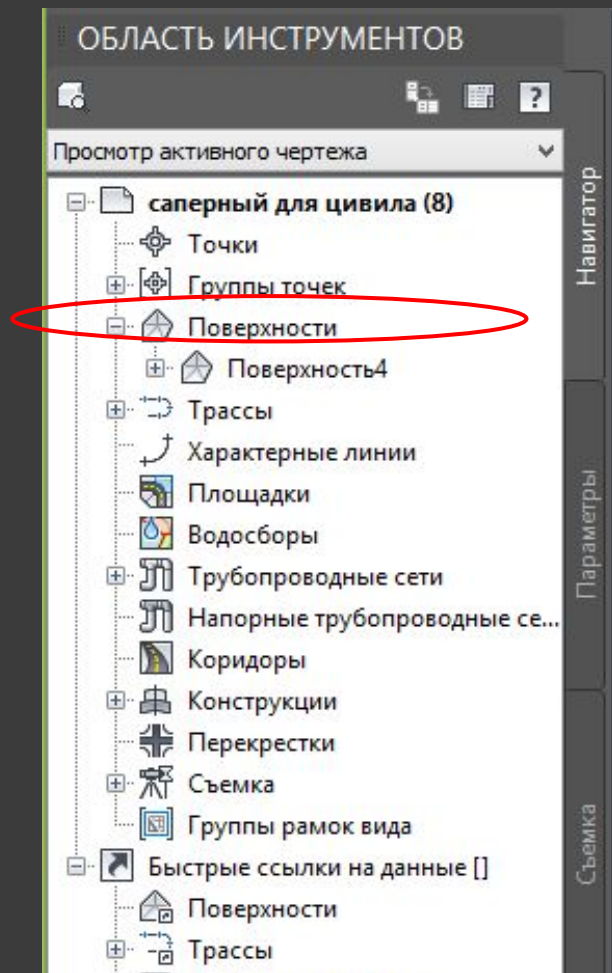 ОБЛАСТЬ ИНСТРУМЕНТОВ
?
Просмотр активного чертежа
саперный для цивила (8)
Точки
Группы точек
Поверхности
Поверхность4
Трассы
Характерные линии
Площадки
Водосборы
Трубопроводные сети
Напорные трубопроводные се...
Коридоры
Конструкции
Перекрестки
Съемка
Группы рамок вида
Быстрые ссылки на данные []
Поверхности
Трассы
Навигатор
Параметры
Съемка